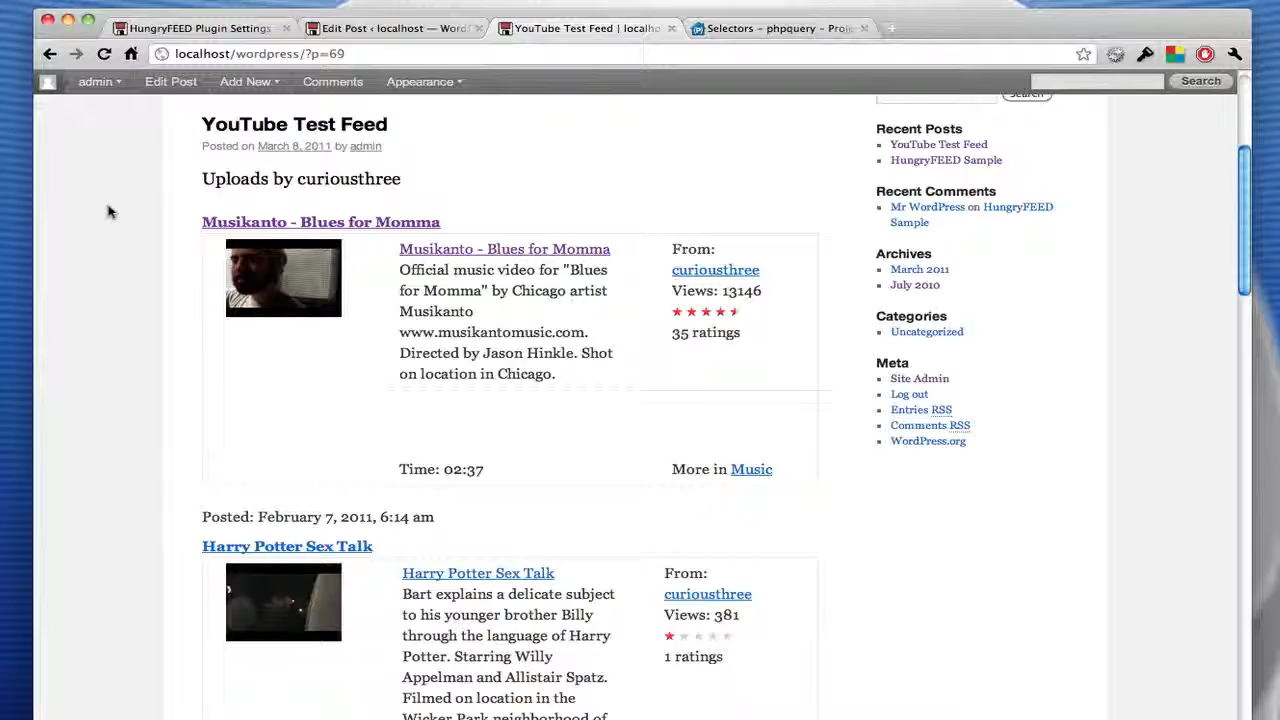 HungryFEED Plugin Settings
Edit Post ‹ localhost — Word
YouTube Test Feed | localho
Selectors - phpquery - Proje
localhost/wordpress/?p=69
admin
Edit Post
Add New
Comments
Appearance
Search
Search
YouTube Test Feed
Posted on March 8, 2011 by admin
Uploads by curiousthree
Musikanto - Blues for Momma
Musikanto - Blues for Momma
Official music video for "Blues
for Momma" by Chicago artist
Musikanto
www.musikantomusic.com.
Directed by Jason Hinkle. Shot
on location in Chicago.
From:
curiousthree
Views: 13146
35 ratings
Time: 02:37
More in Music
Posted: February 7, 2011, 6:14 am
Harry Potter Sex Talk
Harry Potter Sex Talk
Bart explains a delicate subject
to his younger brother Billy
through the language of Harry
Potter. Starring Willy
Appelman and Allistair Spatz.
Filmed on location in the
Wicker Park neighborhood of
From:
curiousthree
Views: 381
1 ratings
Recent Posts
YouTube Test Feed
HungryFEED Sample
Recent Comments
Mr WordPress on HungryFEED
Sample
Archives
March 2011
July 2010
Categories
Uncategorized
Meta
Site Admin
Log out
Entries RSS
Comments RSS
WordPress.org